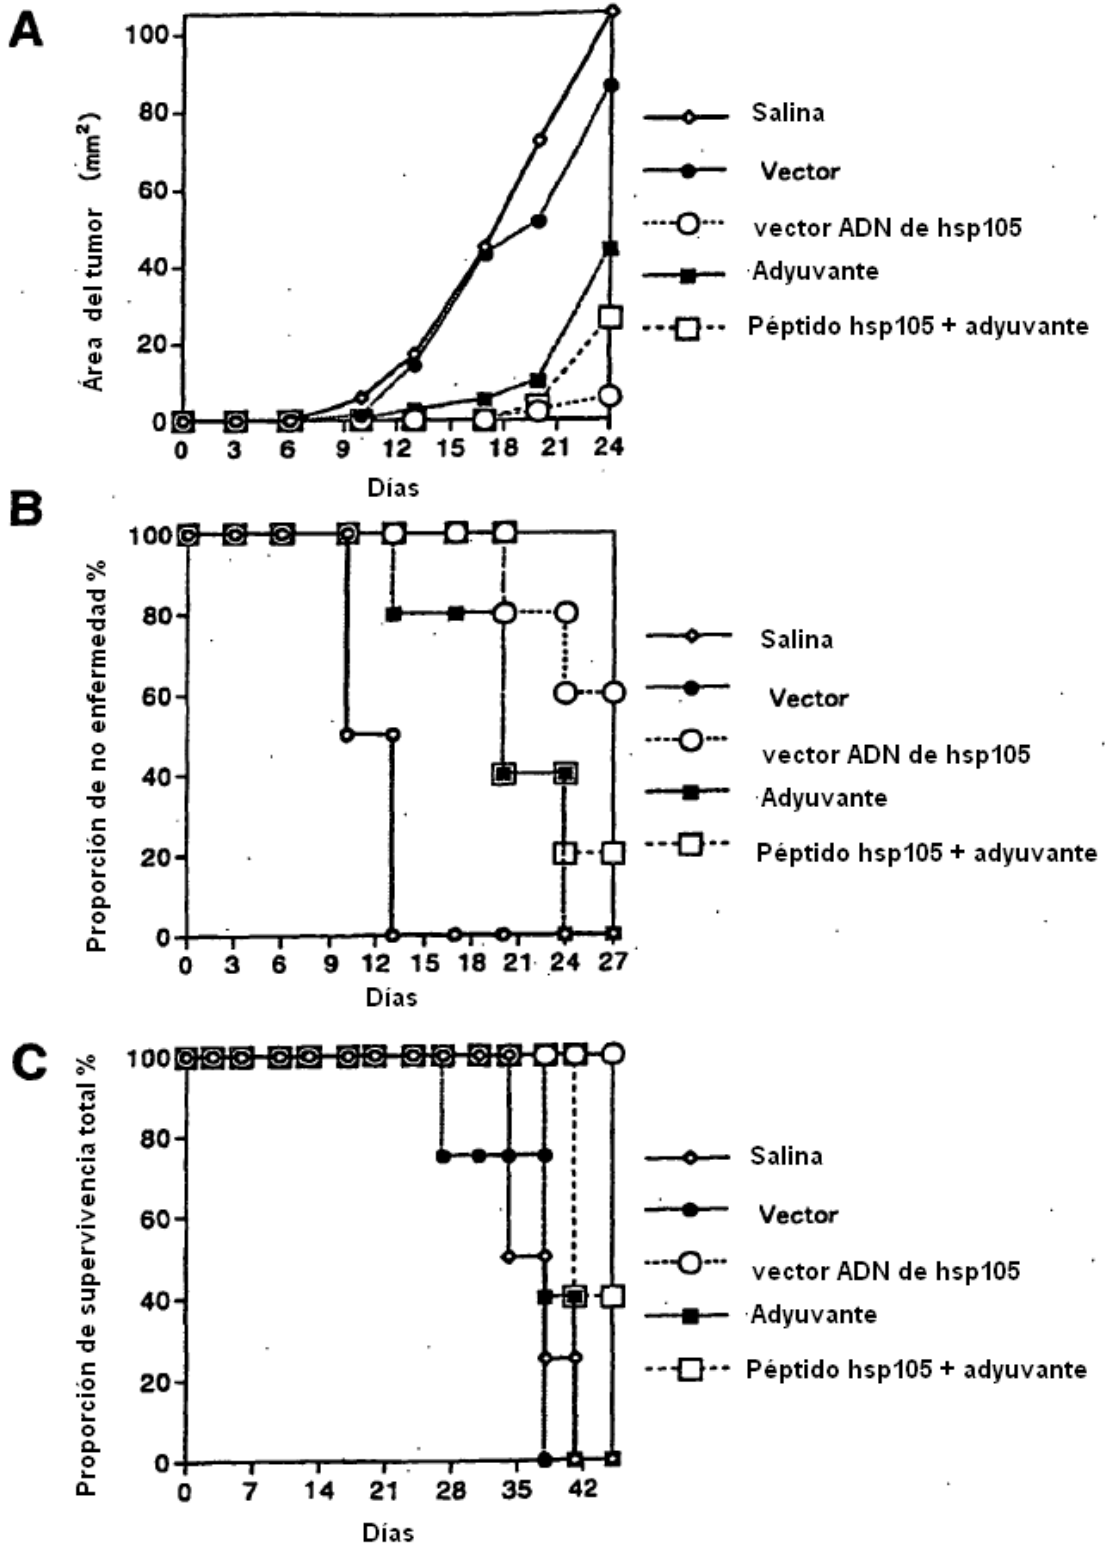 A
Área del tumor (mm²)
100
80
60
40
20
0
0 3 6 9 12 15 18 21 24
Días
Salina
Vector
vector ADN de hsp105
Adyuvante
Péptido hsp105 + adyuvante
B
Proporción de no enfermedad %
100
80
60
40
20
0
0 3 6 9 12 15 18 21 24 27
Días
Salina
Vector
vector ADN de hsp105
Adyuvante
Péptido hsp105 + adyuvante
C
Proporción de supervivencia total %
100
80
60
40
20
0
0 7 14 21 28 35 42
Días
Salina
Vector
vector ADN de hsp105
Adyuvante
Péptido hsp105 + adyuvante